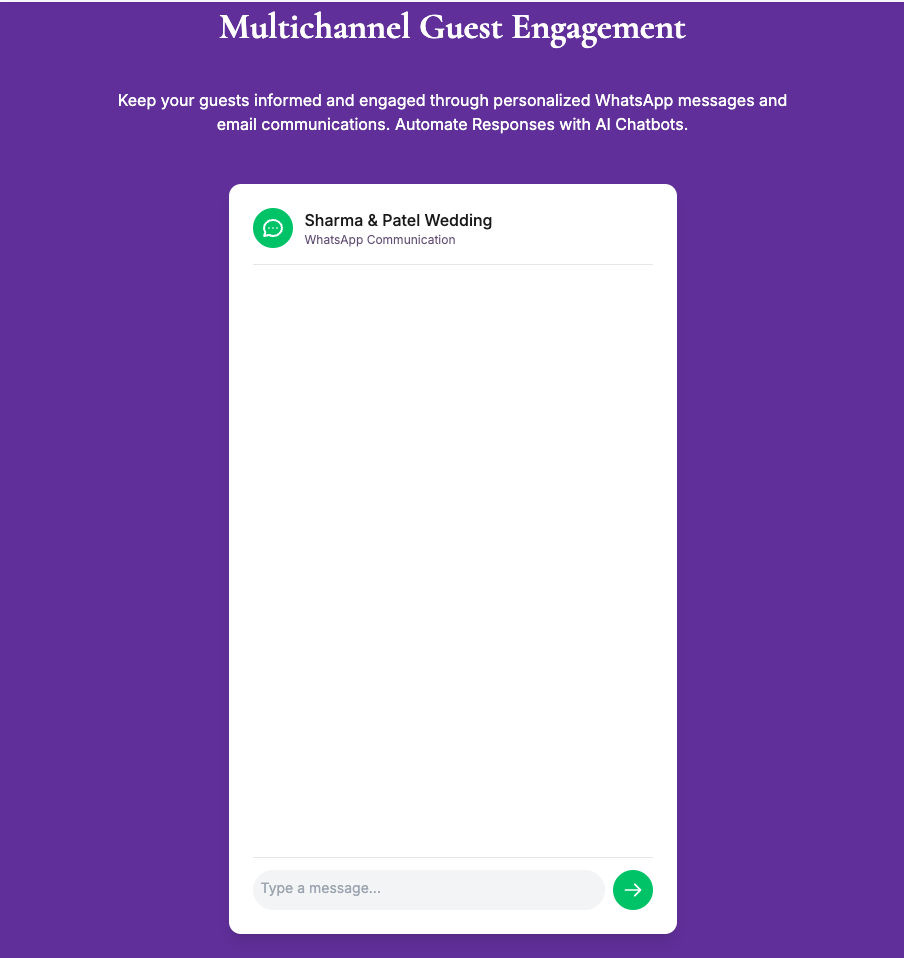 Multichannel Guest Engagement
Keep your guests informed and engaged through personalized WhatsApp messages and
email communications. Automate Responses with AI Chatbots.
Sharma & Patel Wedding
WhatsApp Communication
Type a message...